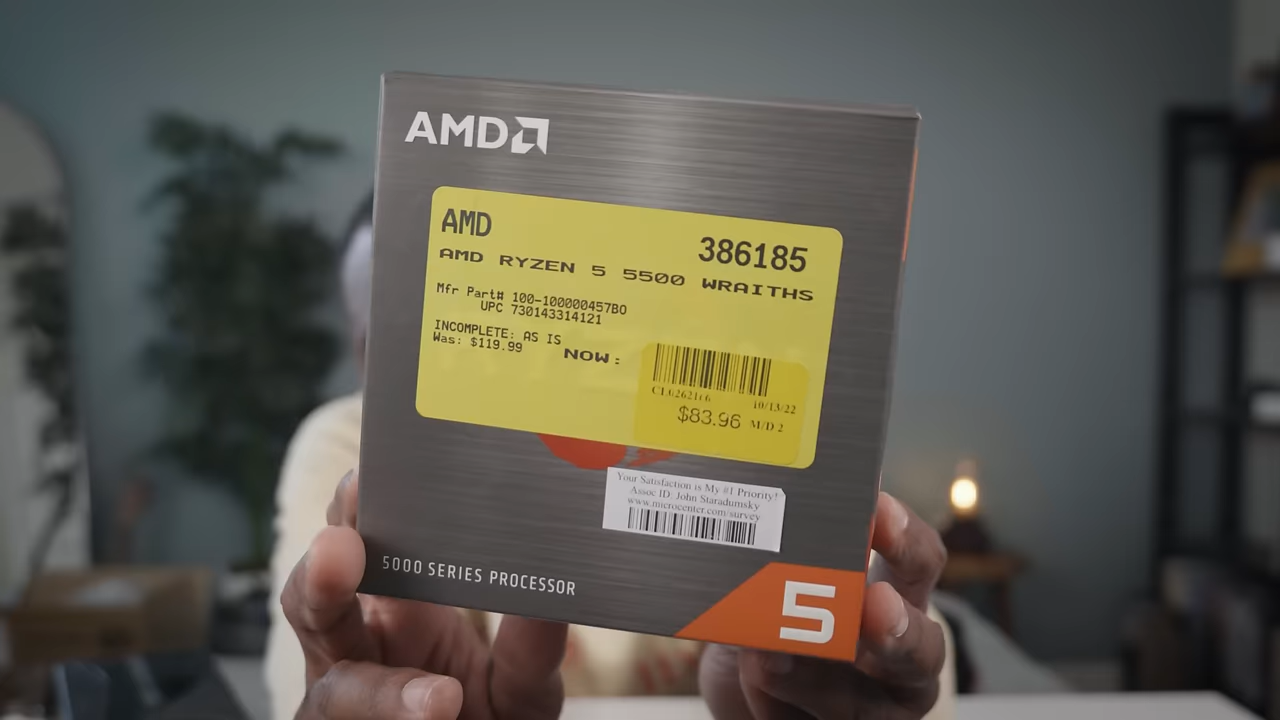 AMD
AMD
386185
AMD RYZEN 5 5500 WRAITHS
Mfr Part# 100-100000457BO
UPC 730143314121
INCOMPLETE: AS IS
Was: $119.99
NOW:
10/13/22
$83.96 M/D 2
Your Satisfaction is My #1 Priority!
Assoc ID: John Staradumsky
www.microcenter.com/survey
5000 SERIES PROCESSOR
5